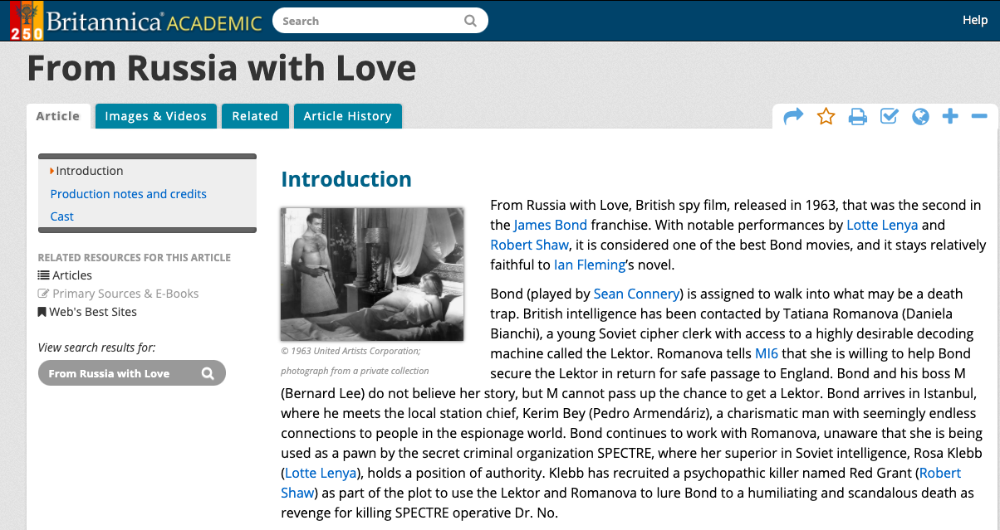 250 Britannica® ACADEMIC Search Help
From Russia with Love
Article Images & Videos Related Article History
Introduction
Production notes and credits
Cast
RELATED RESOURCES FOR THIS ARTICLE
Articles
Primary Sources & E-Books
Web's Best Sites
View search results for:
From Russia with Love
Introduction
© 1963 United Artists Corporation;
photograph from a private collection
From Russia with Love, British spy film, released in 1963, that was the second in
the James Bond franchise. With notable performances by Lotte Lenya and
Robert Shaw, it is considered one of the best Bond movies, and it stays relatively
faithful to Ian Fleming's novel.
Bond (played by Sean Connery) is assigned to walk into what may be a death
trap. British intelligence has been contacted by Tatiana Romanova (Daniela
Bianchi), a young Soviet cipher clerk with access to a highly desirable decoding
machine called the Lektor. Romanova tells MI6 that she is willing to help Bond
secure the Lektor in return for safe passage to England. Bond and his boss M
(Bernard Lee) do not believe her story, but M cannot pass up the chance to get a Lektor. Bond arrives in Istanbul,
where he meets the local station chief, Kerim Bey (Pedro Armendáriz), a charismatic man with seemingly endless
connections to people in the espionage world. Bond continues to work with Romanova, unaware that she is being
used as a pawn by the secret criminal organization SPECTRE, where her superior in Soviet intelligence, Rosa Klebb
(Lotte Lenya), holds a position of authority. Klebb has recruited a psychopathic killer named Red Grant (Robert
Shaw) as part of the plot to use the Lektor and Romanova to lure Bond to a humiliating and scandalous death as
revenge for killing SPECTRE operative Dr. No.